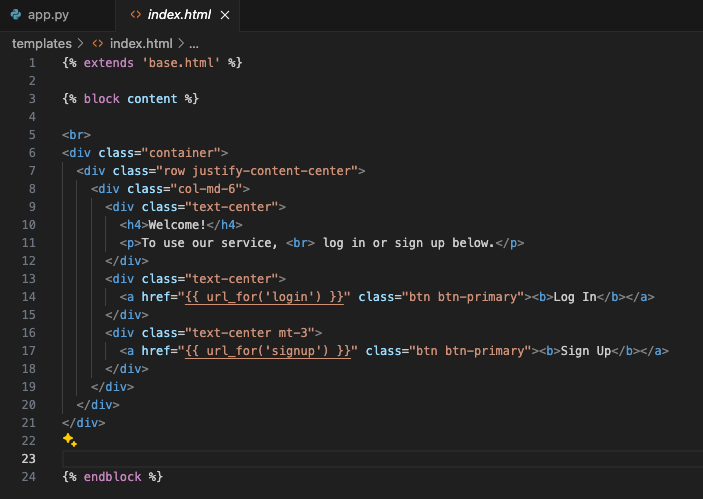 app.py index.html
templates > index.html > ...
1 {% extends 'base.html' %}
2
3 {% block content %}
4
5 <br>
6 <div class="container">
7 <div class="row justify-content-center">
8 <div class="col-md-6">
9 <div class="text-center">
10 <h4>Welcome!</h4>
11 <p>To use our service, <br> log in or sign up below.</p>
12 </div>
13 <div class="text-center">
14 <a href="{{ url_for('login') }}" class="btn btn-primary"><b>Log In</b></a>
15 </div>
16 <div class="text-center mt-3">
17 <a href="{{ url_for('signup') }}" class="btn btn-primary"><b>Sign Up</b></a>
18 </div>
19 </div>
20 </div>
21 </div>
22
23
24 {% endblock %}